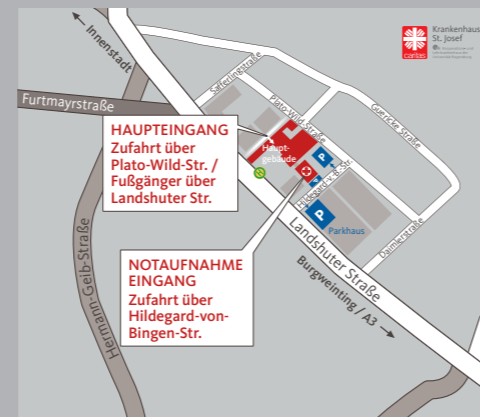 Innenstadt
Furtmayrstraße
Hermann-Geib-Straße
Safferlingstraße
Plato-Wild-Straße
Guerickestraße
Krankenhaus
St. Josef
caritas
HAUPTEINGANG
Zufahrt über
Plato-Wild-Str. /
Fußgänger über
Landshuter Str.
Haupt-
gebäude
P
Hildegard-v.-B.-Str.
P
Parkhaus
Daimlerstraße
NOTAUFNAHME
EINGANG
Zufahrt über
Hildegard-von-
Bingen-Str.
Landshuter Straße
Burgweinting / A3